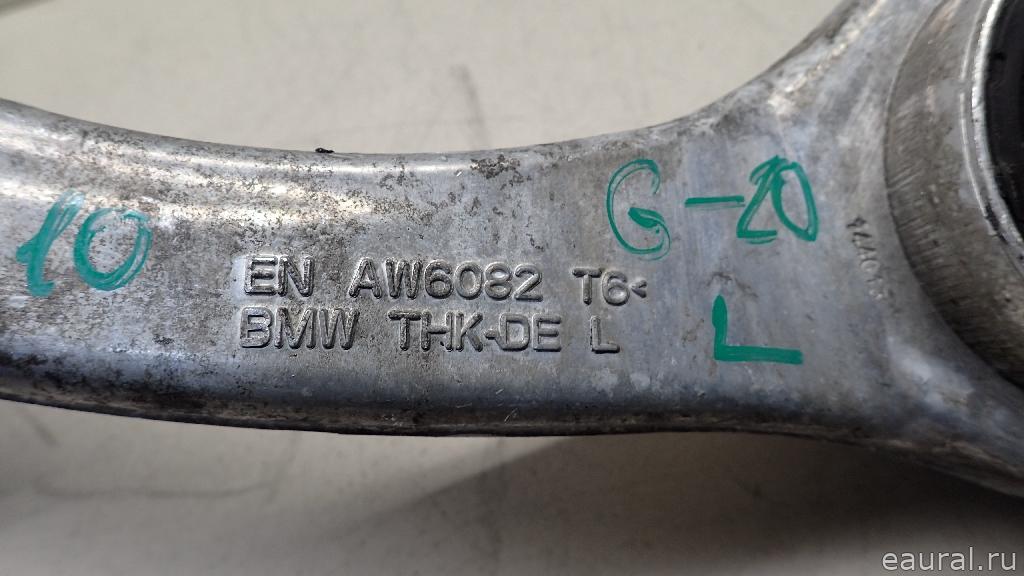 10
G-20
EN AW6082 T6<
BMW THK-DE L
L
eaural.ru